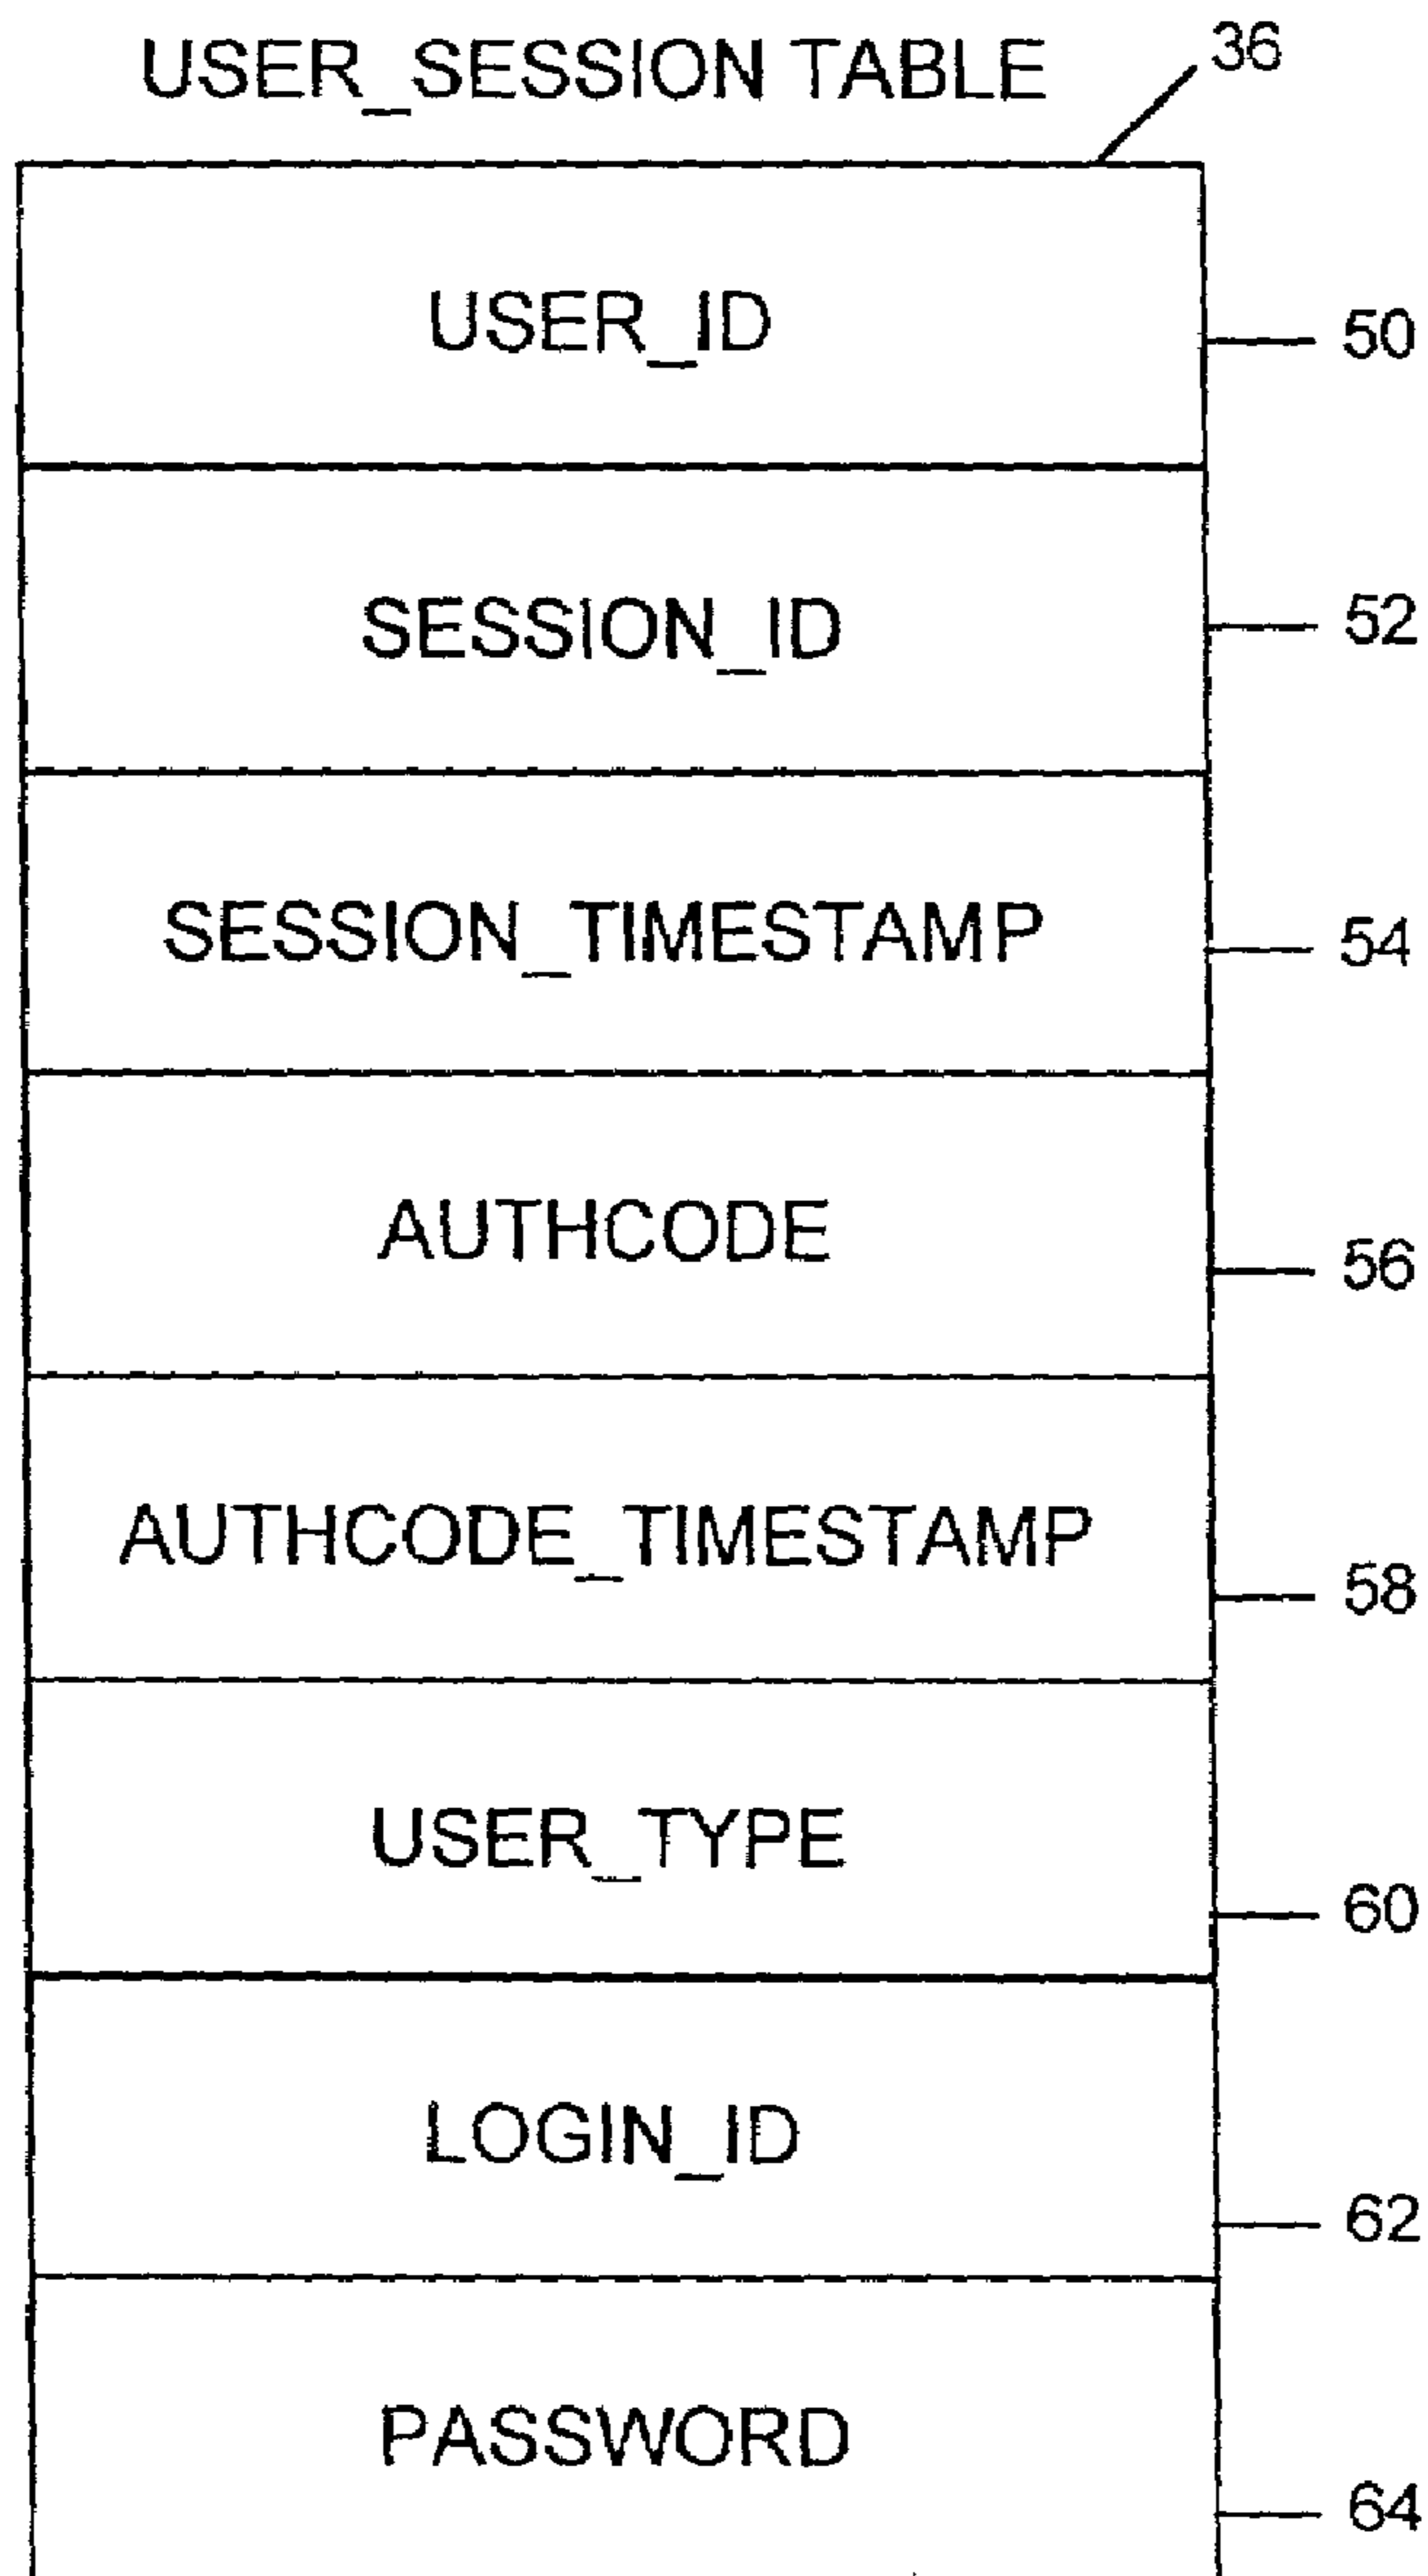 USER_SESSION TABLE 36
USER_ID 50
SESSION_ID 52
SESSION_TIMESTAMP 54
AUTHCODE 56
AUTHCODE_TIMESTAMP 58
USER_TYPE 60
LOGIN_ID 62
PASSWORD 64